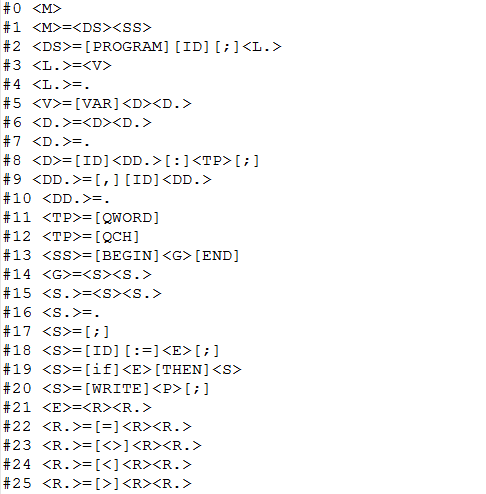 #0 <M>
#1 <M>=<DS><SS>
#2 <DS>=[PROGRAM][ID][;]<L.>
#3 <L.>=<V>
#4 <L.>=.
#5 <V>=[VAR]<D><D.>
#6 <D.>=<D><D.>
#7 <D.>=.
#8 <D>=[ID]<DD.>[:]<TP>[;]
#9 <DD.>=[,][ID]<DD.>
#10 <DD.>=.
#11 <TP>=[QWORD]
#12 <TP>=[QCH]
#13 <SS>=[BEGIN]<G>[END]
#14 <G>=<S><S.>
#15 <S.>=<S><S.>
#16 <S.>=.
#17 <S>=[;]
#18 <S>=[ID][:=]<E>[;]
#19 <S>=[if]<E>[THEN]<S>
#20 <S>=[WRITE]<P>[;]
#21 <E>=<R><R.>
#22 <R.>=[=]<R><R.>
#23 <R.>=[<>]<R><R.>
#24 <R.>=[<]<R><R.>
#25 <R.>=[>]<R><R.>